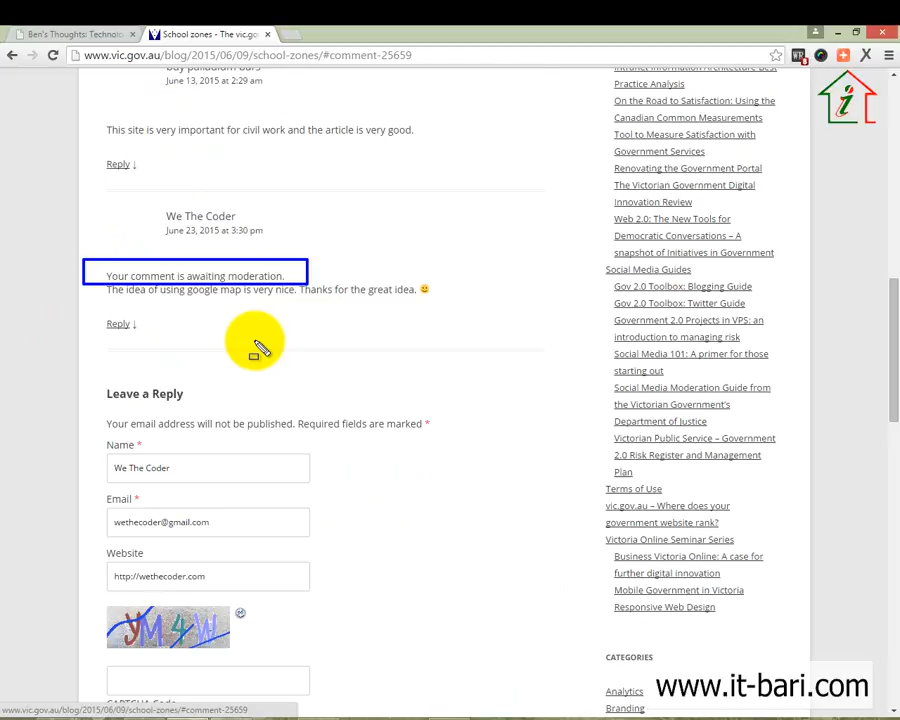 Ben's Thoughts: Technolo
School zones - The vic.go
www.vic.gov.au/blog/2015/06/09/school-zones/#comment-25659
June 13, 2015 at 2:29 am
This site is very important for civil work and the article is very good.
Reply ↓
We The Coder
June 23, 2015 at 3:30 pm
Your comment is awaiting moderation.
The idea of using google map is very nice. Thanks for the great idea.
Reply ↓
Leave a Reply
Your email address will not be published. Required fields are marked *
Name *
We The Coder
Email *
wethecoder@gmail.com
Website
http://wethecoder.com
yM4W
CAPTCHA Code
www.vic.gov.au/blog/2015/06/09/school-zones/#comment-25659
Intranet Information Architecture Best
Practice Analysis
On the Road to Satisfaction: Using the
Canadian Common Measurements
Tool to Measure Satisfaction with
Government Services
Renovating the Government Portal
The Victorian Government Digital
Innovation Review
Web 2.0: The New Tools for
Democratic Conversations – A
snapshot of Initiatives in Government
Social Media Guides
Gov 2.0 Toolbox: Blogging Guide
Gov 2.0 Toolbox: Twitter Guide
Government 2.0 Projects in VPS: an
introduction to managing risk
Social Media 101: A primer for those
starting out
Social Media Moderation Guide from
the Victorian Government's
Department of Justice
Victorian Public Service – Government
2.0 Risk Register and Management
Plan
Terms of Use
vic.gov.au – Where does your
government website rank?
Victoria Online Seminar Series
Business Victoria Online: A case for
further digital innovation
Mobile Government in Victoria
Responsive Web Design
CATEGORIES
Analytics
Branding
www.it-bari.com